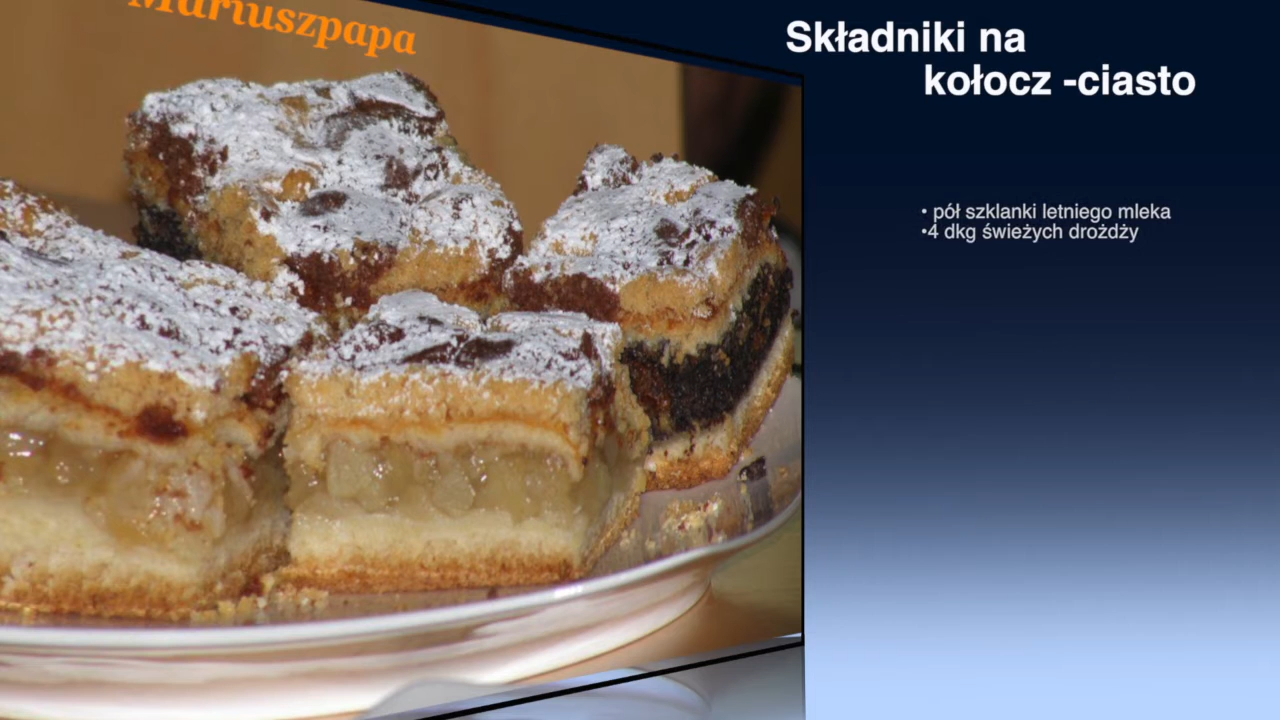 Mariuszpapa
Składniki na
kołocz -ciasto
• pół szklanki letniego mleka
•4 dkg świeżych drożdży